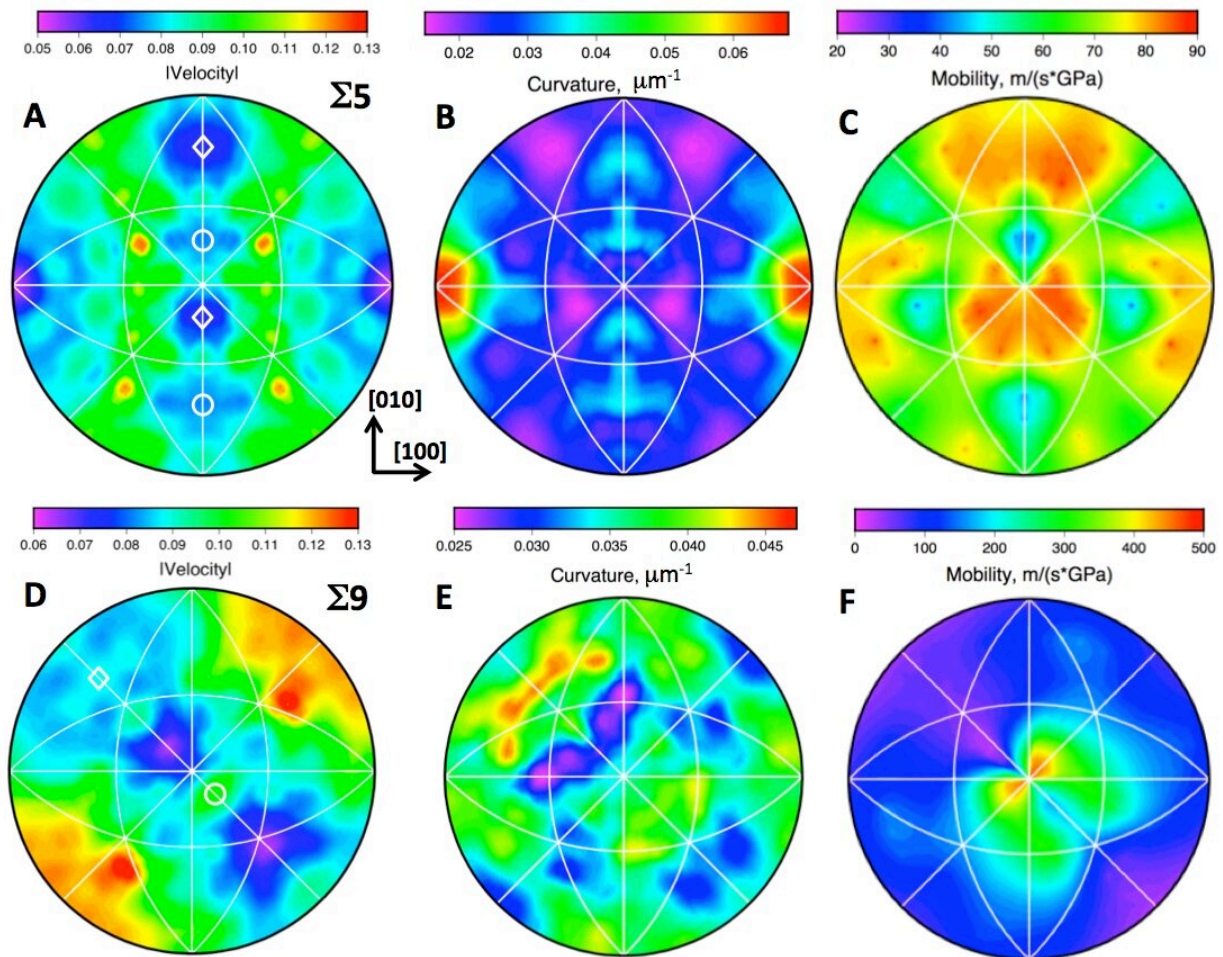 0.05 0.06 0.07 0.08 0.09 0.10 0.11 0.12 0.13
|Velocity|
Σ5
A
0.02 0.03 0.04 0.05 0.06
Curvature, μm-1
B
20 30 40 50 60 70 80 90
Mobility, m/(s*GPa)
C
[010]
[100]
0.06 0.07 0.08 0.09 0.10 0.11 0.12 0.13
|Velocity|
Σ9
D
0.025 0.030 0.035 0.040 0.045
Curvature, μm-1
E
0 100 200 300 400 500
Mobility, m/(s*GPa)
F